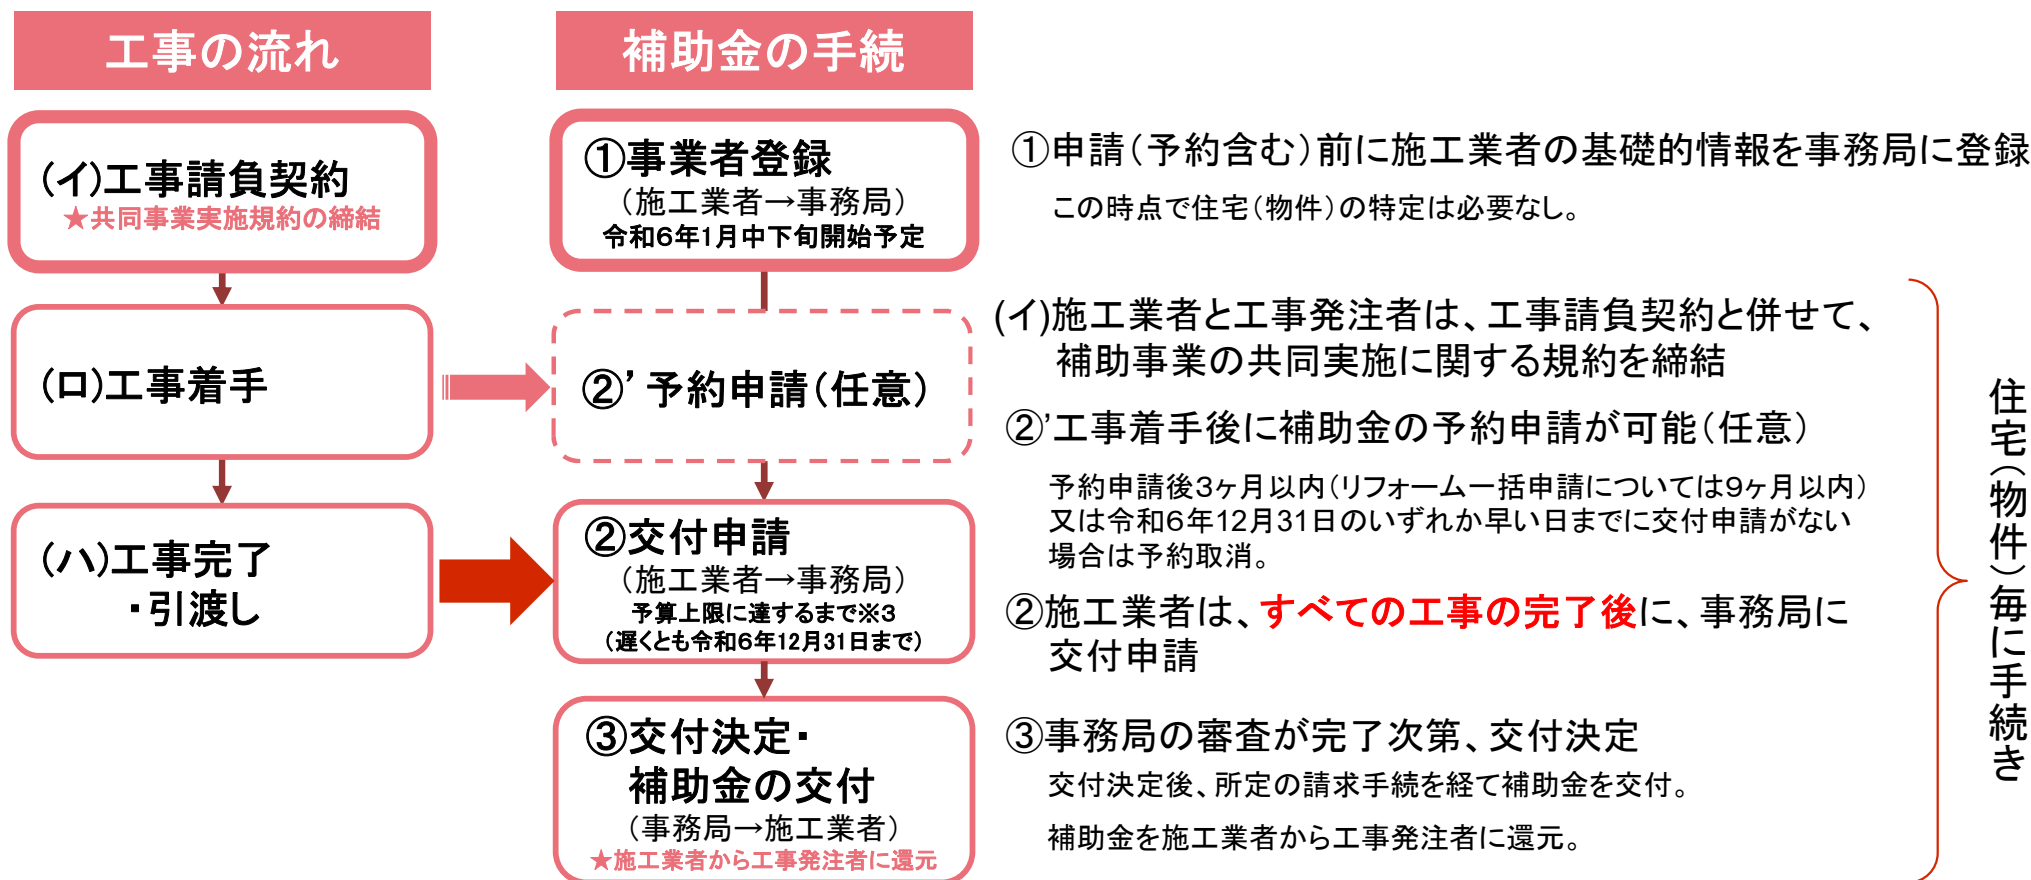 工事の流れ
(イ)工事請負契約
★共同事業実施規約の締結
(ロ)工事着手
(ハ)工事完了
・引渡し
補助金の手続
①事業者登録
（施工業者→事務局）
令和6年1月中下旬開始予定
②’予約申請（任意）
②交付申請
（施工業者→事務局）
予算上限に達するまで※3
（遅くとも令和6年12月31日まで）
③交付決定・
補助金の交付
（事務局→施工業者）
★施工業者から工事発注者に還元
①申請（予約含む）前に施工業者の基礎的情報を事務局に登録
この時点で住宅（物件）の特定は必要なし。
(イ)施工業者と工事発注者は、工事請負契約と併せて、
補助事業の共同実施に関する規約を締結
②’工事着手後に補助金の予約申請が可能（任意）
予約申請後3ヶ月以内（リフォーム一括申請については9ヶ月以内）
又は令和6年12月31日のいずれか早い日までに交付申請がない
場合は予約取消。
②施工業者は、すべての工事の完了後に、事務局に
交付申請
③事務局の審査が完了次第、交付決定
交付決定後、所定の請求手続を経て補助金を交付。
補助金を施工業者から工事発注者に還元。
住宅（物件）毎に手続き